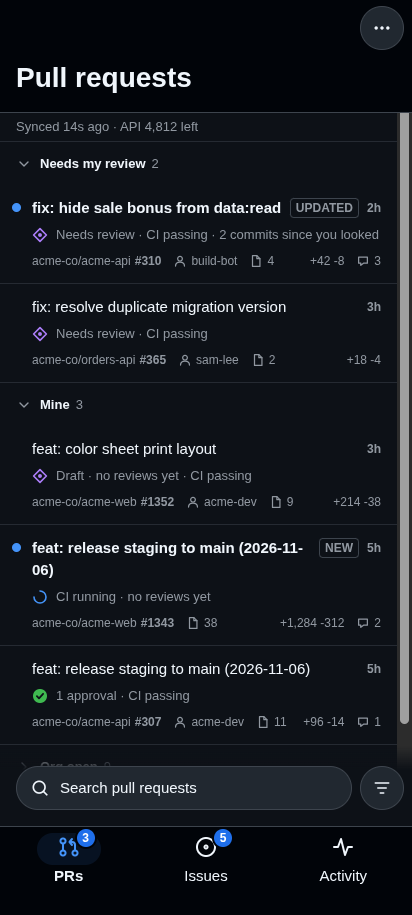 Pull requests
Synced 14s ago · API 4,812 left
Needs my review 2
fix: hide sale bonus from data:read UPDATED 2h
Needs review · CI passing · 2 commits since you looked
acme-co/acme-api #310 build-bot 4 +42 -8 3
fix: resolve duplicate migration version 3h
Needs review · CI passing
acme-co/orders-api #365 sam-lee 2 +18 -4
Mine 3
feat: color sheet print layout 3h
Draft · no reviews yet · CI passing
acme-co/acme-web #1352 acme-dev 9 +214 -38
feat: release staging to main (2026-11- NEW 5h
06)
CI running · no reviews yet
acme-co/acme-web #1343 38 +1,284 -312 2
feat: release staging to main (2026-11-06) 5h
1 approval · CI passing
acme-co/acme-api #307 acme-dev 11 +96 -14 1
Search pull requests
3 5
PRs Issues Activity